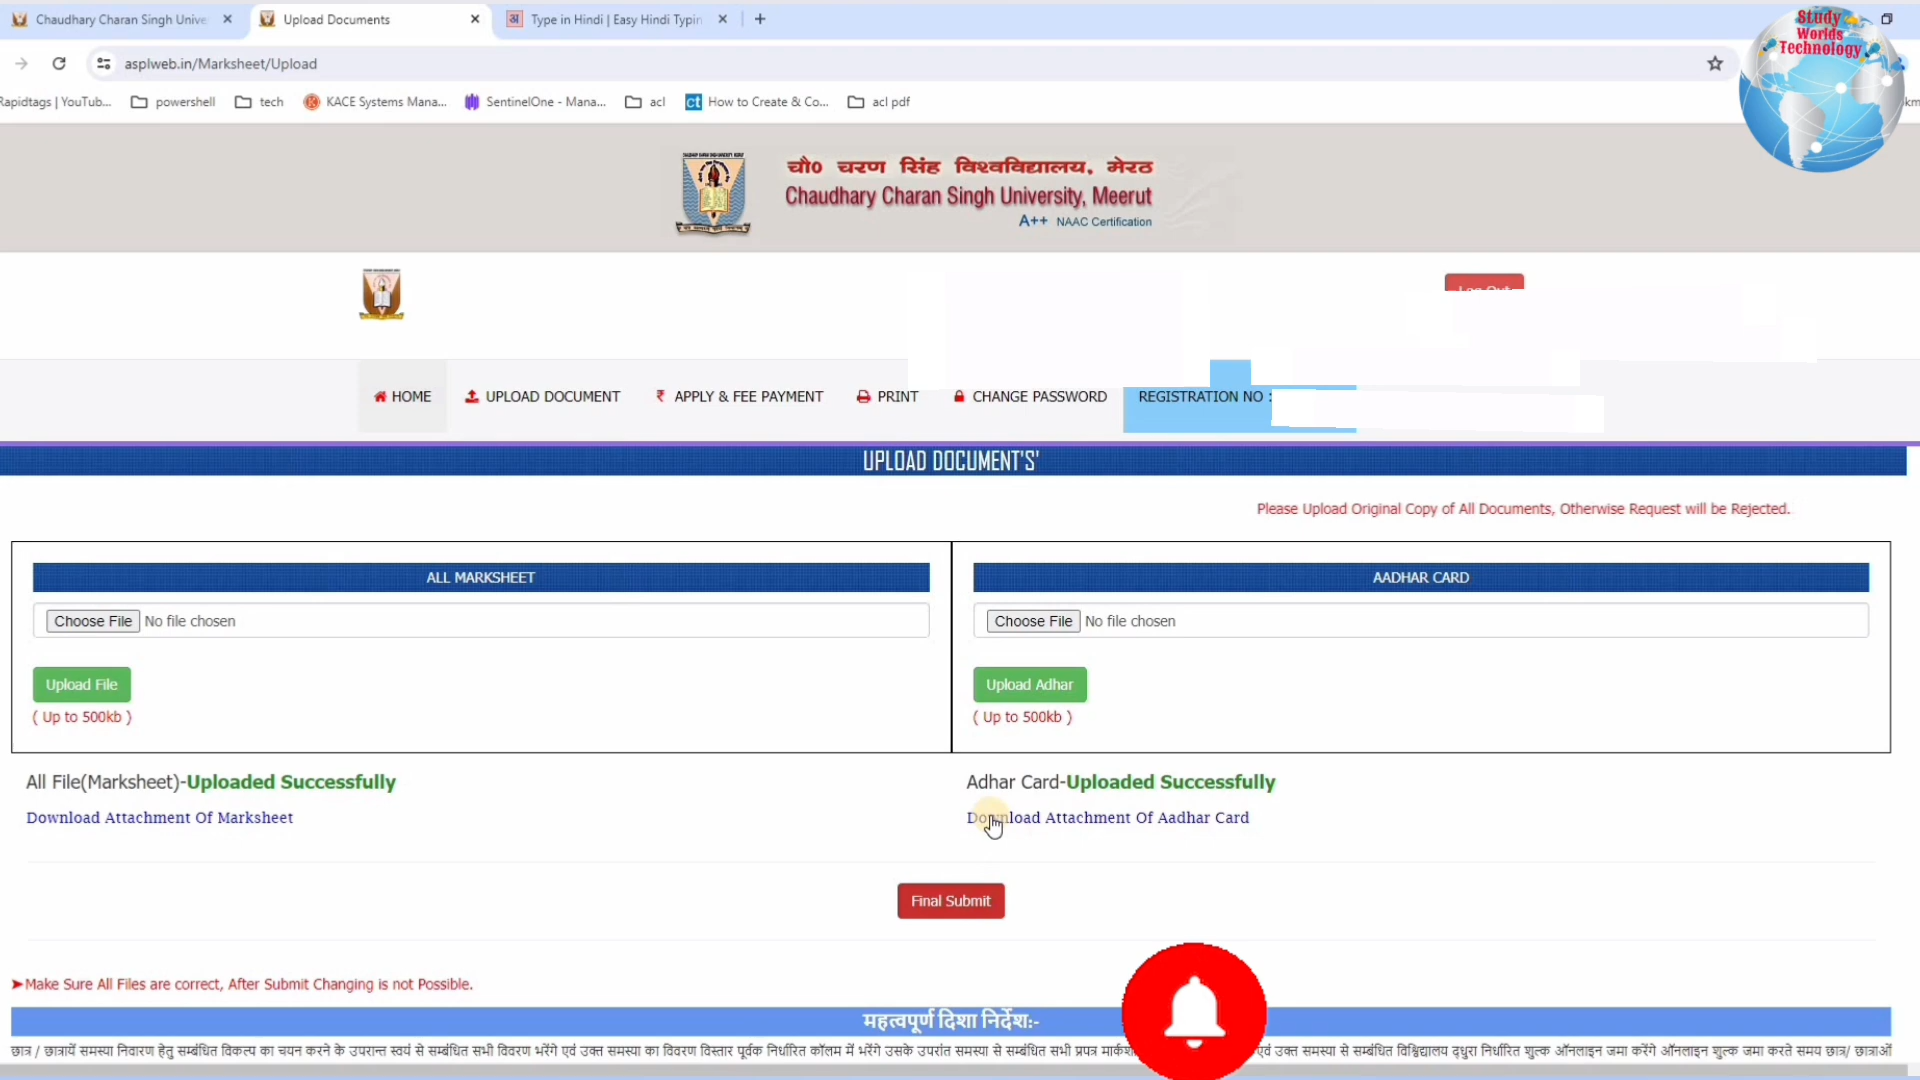 Chaudhary Charan Singh Unive
Upload Documents
अ Type in Hindi | Easy Hindi Typin
Study
Worlds
Technology
asplweb.in/Marksheet/Upload
Rapidtags | YouTub...
powershell
tech
KACE Systems Mana...
SentinelOne - Mana...
acl
ct How to Create & Co...
acl pdf
चौ0 चरण सिंह विश्वविद्यालय, मेरठ
Chaudhary Charan Singh University, Meerut
A++ NAAC Certification
Log Out
HOME
UPLOAD DOCUMENT
₹ APPLY & FEE PAYMENT
PRINT
CHANGE PASSWORD
REGISTRATION NO :
UPLOAD DOCUMENT'S'
Please Upload Original Copy of All Documents, Otherwise Request will be Rejected.
ALL MARKSHEET
AADHAR CARD
Choose File No file chosen
Choose File No file chosen
Upload File
Upload Adhar
( Up to 500kb )
( Up to 500kb )
All File(Marksheet)-Uploaded Successfully
Adhar Card-Uploaded Successfully
Download Attachment Of Marksheet
Download Attachment Of Aadhar Card
Final Submit
➤Make Sure All Files are correct, After Submit Changing is not Possible.
महत्वपूर्ण दिशा निर्देश:-
छात्र / छात्रायें समस्या निवारण हेतु सम्बंधित विकल्प का चयन करने के उपरान्त स्वयं से सम्बंधित सभी विवरण भरेंगे एवं उक्त समस्या का विवरण विस्तार पूर्वक निर्धारित कॉलम में भरेंगे उसके उपरांत समस्या से सम्बंधित सभी प्रपत्र एवं उक्त समस्या से सम्बंधित विश्विद्यालय द्धुरा निर्धारित शुल्क ऑनलाइन जमा करेंगे ऑनलाइन शुल्क जमा करते समय छात्र/ छात्राओं